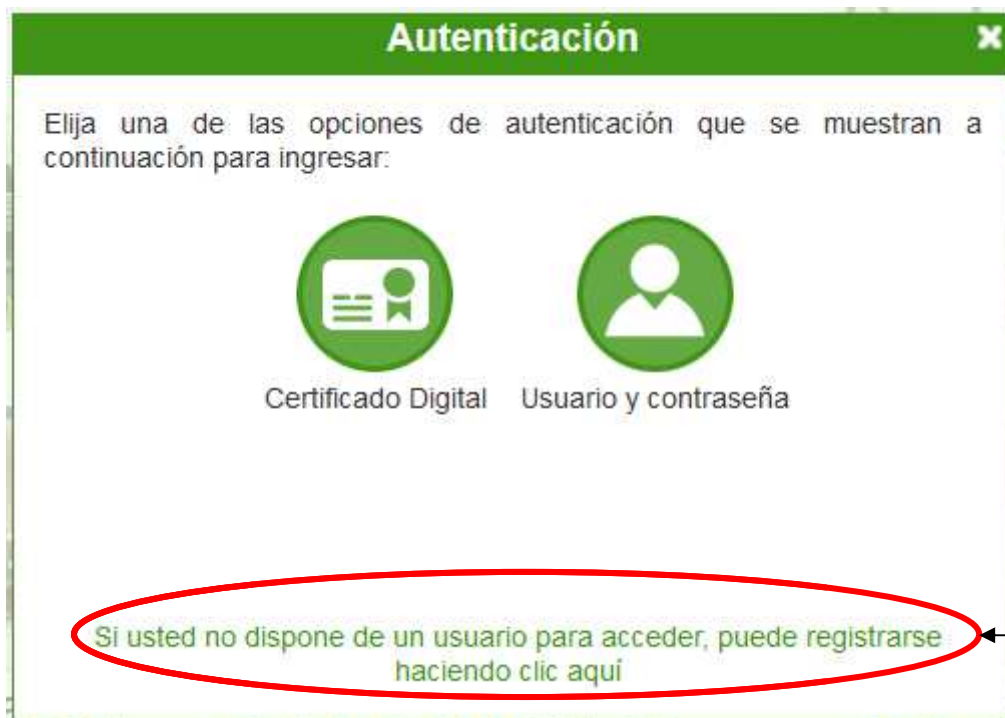 Autenticación
Elija una de las opciones de autenticación que se muestran a
continuación para ingresar:
Certificado Digital Usuario y contraseña
Si usted no dispone de un usuario para acceder, puede registrarse
haciendo clic aquí